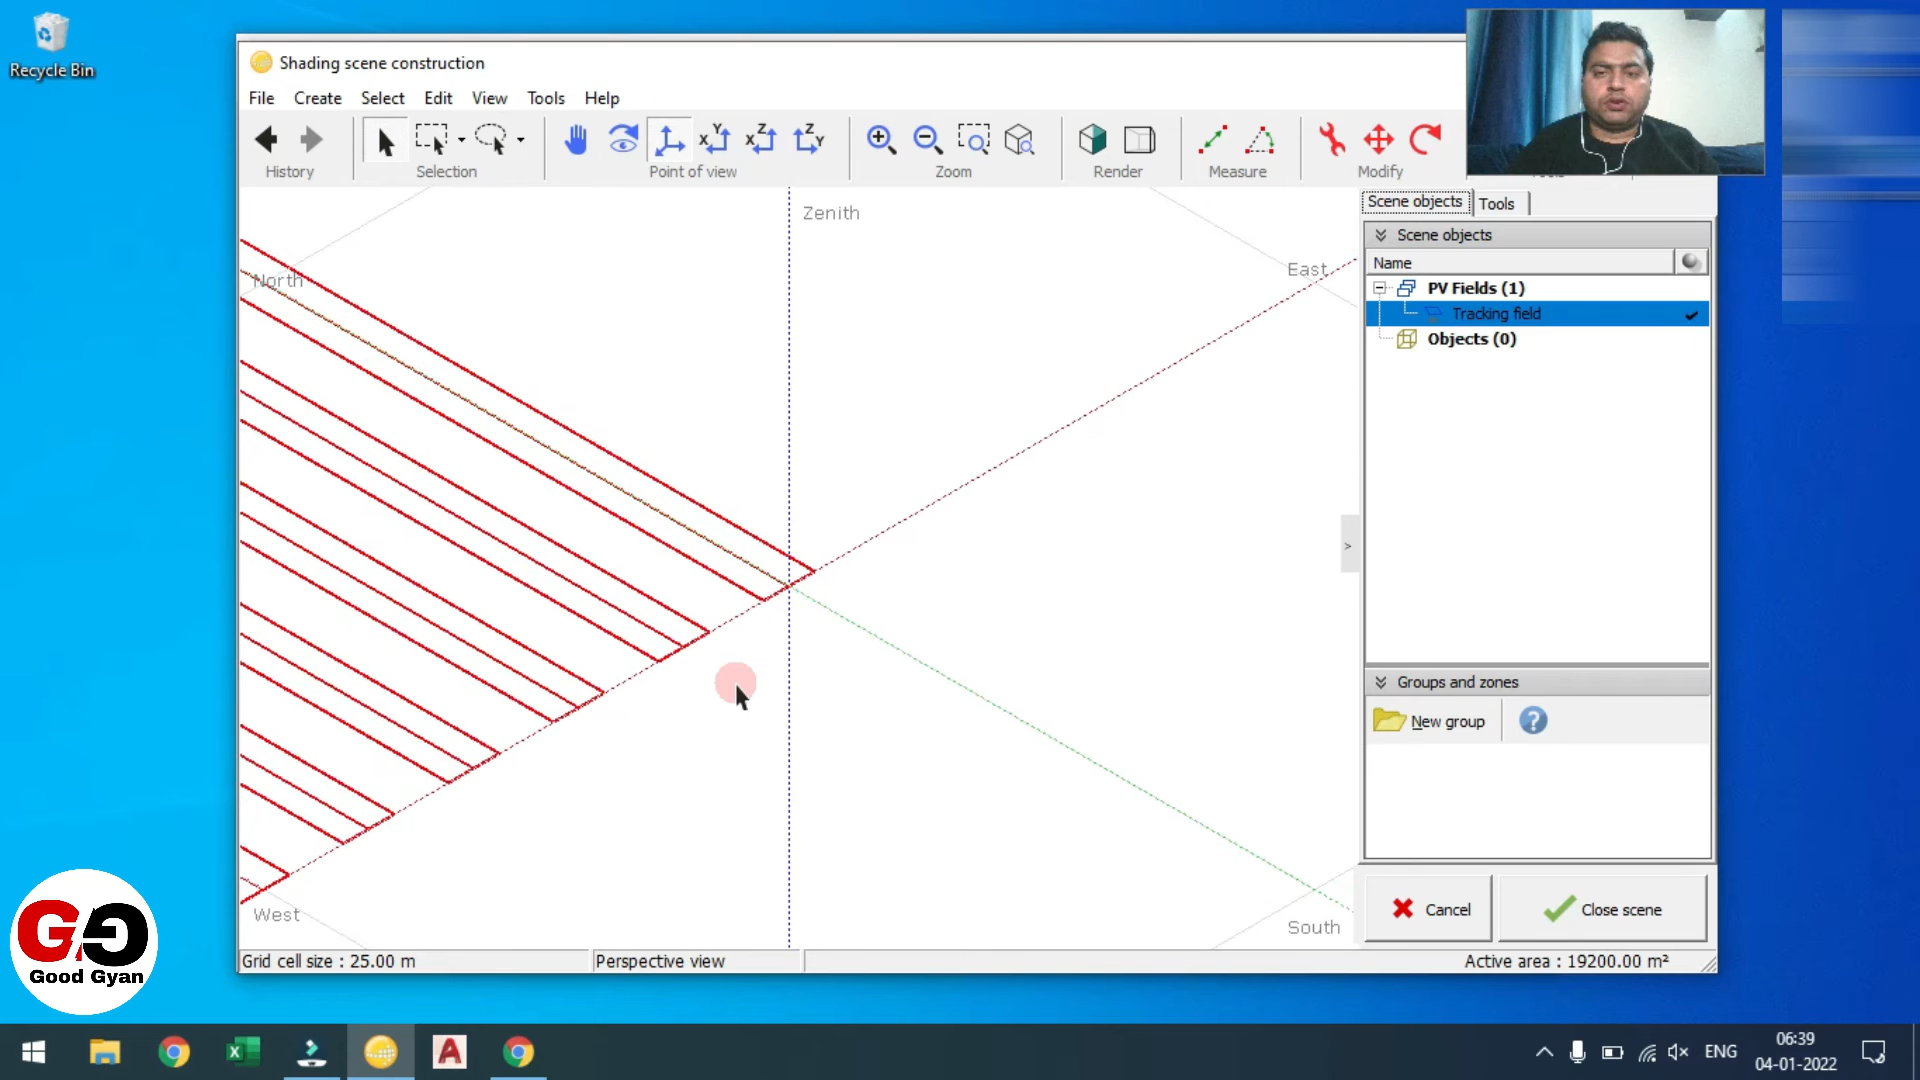 Recycle Bin
Shading scene construction
File Create Select Edit View Tools Help
History Selection Point of view Zoom Render Measure Modify
Scene objects Tools
Scene objects
Name
PV Fields (1)
Tracking field
Objects (0)
Zenith
North
East
West
South
>
Groups and zones
New group
Cancel
Close scene
Grid cell size : 25.00 m
Perspective view
Active area : 19200.00 m²
GG
Good Gyan
ENG
06:39
04-01-2022